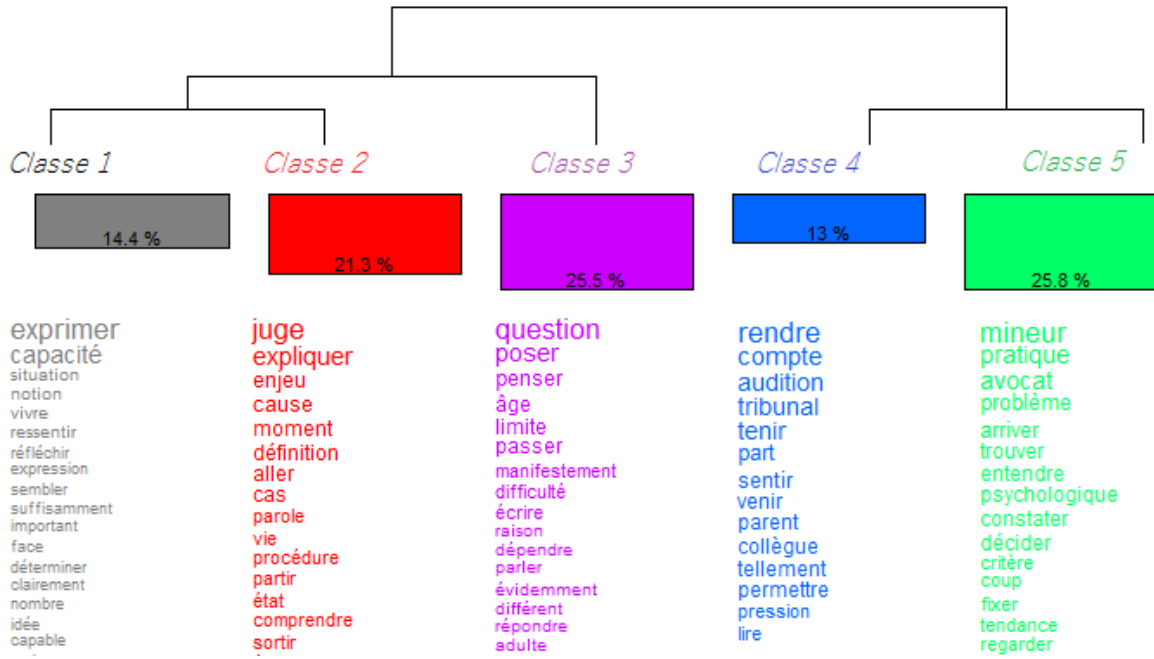 Classe 1
Classe 2
Classe 3
Classe 4
Classe 5
14.4 %
21.3 %
25.5 %
13 %
25.8 %
exprimer
capacité
situation
notion
vivre
ressentir
réfléchir
expression
sembler
suffisamment
important
face
déterminer
clairement
nombre
idée
capable
juge
expliquer
enjeu
cause
moment
définition
aller
cas
parole
vie
procédure
partir
état
comprendre
sortir
question
poser
penser
âge
limite
passer
manifestement
difficulté
écrire
raison
dépendre
parler
évidemment
différent
répondre
adulte
rendre
compte
audition
tribunal
tenir
part
sentir
venir
parent
collègue
tellement
permettre
pression
lire
mineur
pratique
avocat
problème
arriver
trouver
entendre
psychologique
constater
décider
critère
coup
fixer
tendance
regarder